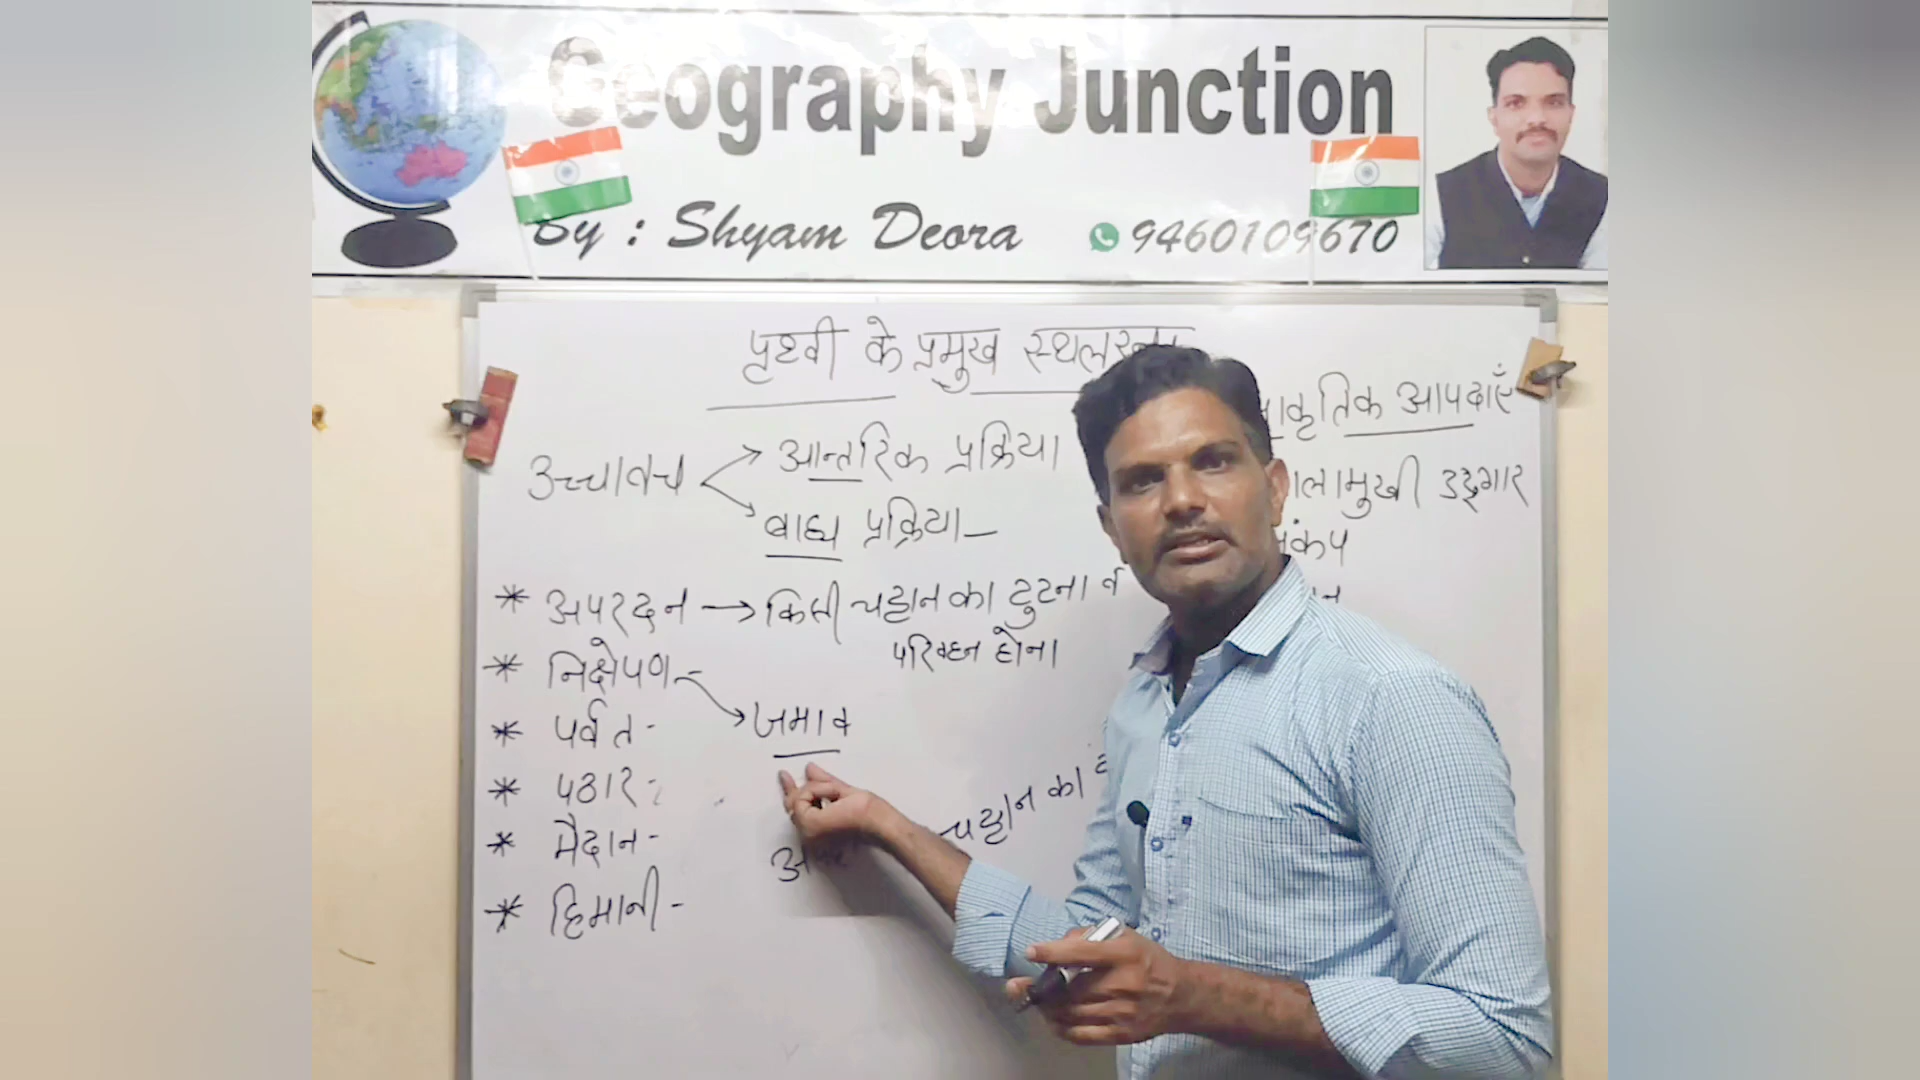 Geography Junction
By : Shyam Deora 9460109670
पृथ्वी के प्रमुख
उच्चावच
आन्तरिक प्रक्रिया
बाह्य प्रक्रिया—
आपदाएँ
उद्दगार
* अपरदन → किसी चट्टान का टुटना व
परिवहन होना
* निक्षेपण -
→ जमाव
* पर्वत -
* पठार -
* मैदान -
* हिमानी -
चट्टान का